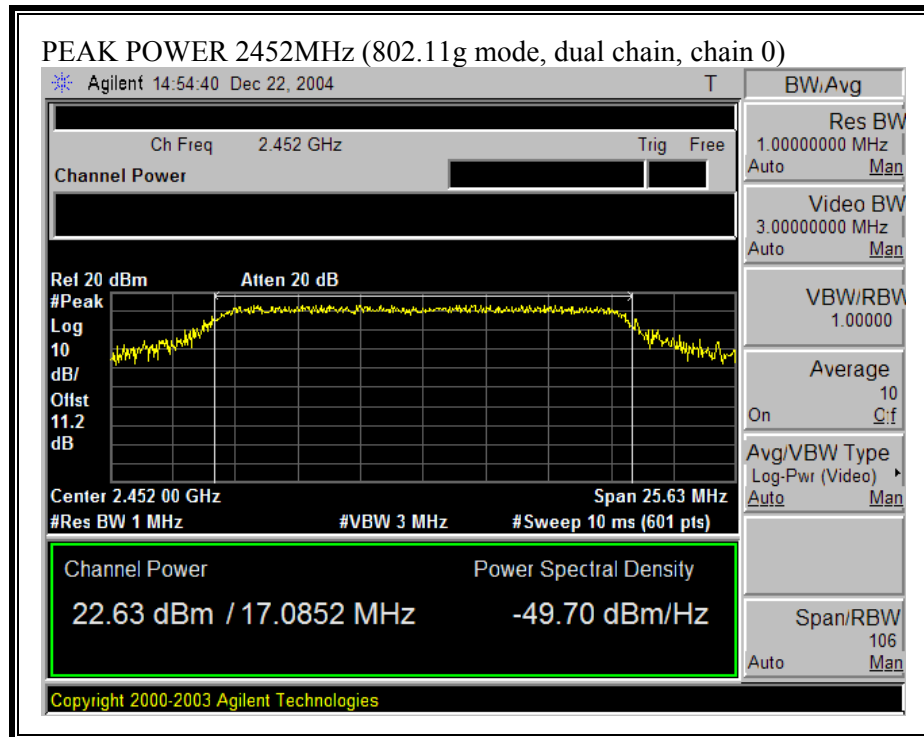 PEAK POWER 2452MHz (802.11g mode, dual chain, chain 0)
Agilent 14:54:40 Dec 22, 2004 T
BW/Avg
Ch Freq 2.452 GHz Trig Free
Channel Power
Res BW
1.00000000 MHz
Auto Man
Video BW
3.00000000 MHz
Auto Man
VBW/RBW
1.00000
Average
10
On Off
Avg/VBW Type
Log-Pwr (Video)
Auto Man
Span/RBW
106
Auto Man
Ref 20 dBm Atten 20 dB
#Peak
Log
10
dB/
Offst
11.2
dB
Center 2.452 00 GHz Span 25.63 MHz
#Res BW 1 MHz #VBW 3 MHz #Sweep 10 ms (601 pts)
Channel Power Power Spectral Density
22.63 dBm / 17.0852 MHz -49.70 dBm/Hz
Copyright 2000-2003 Agilent Technologies